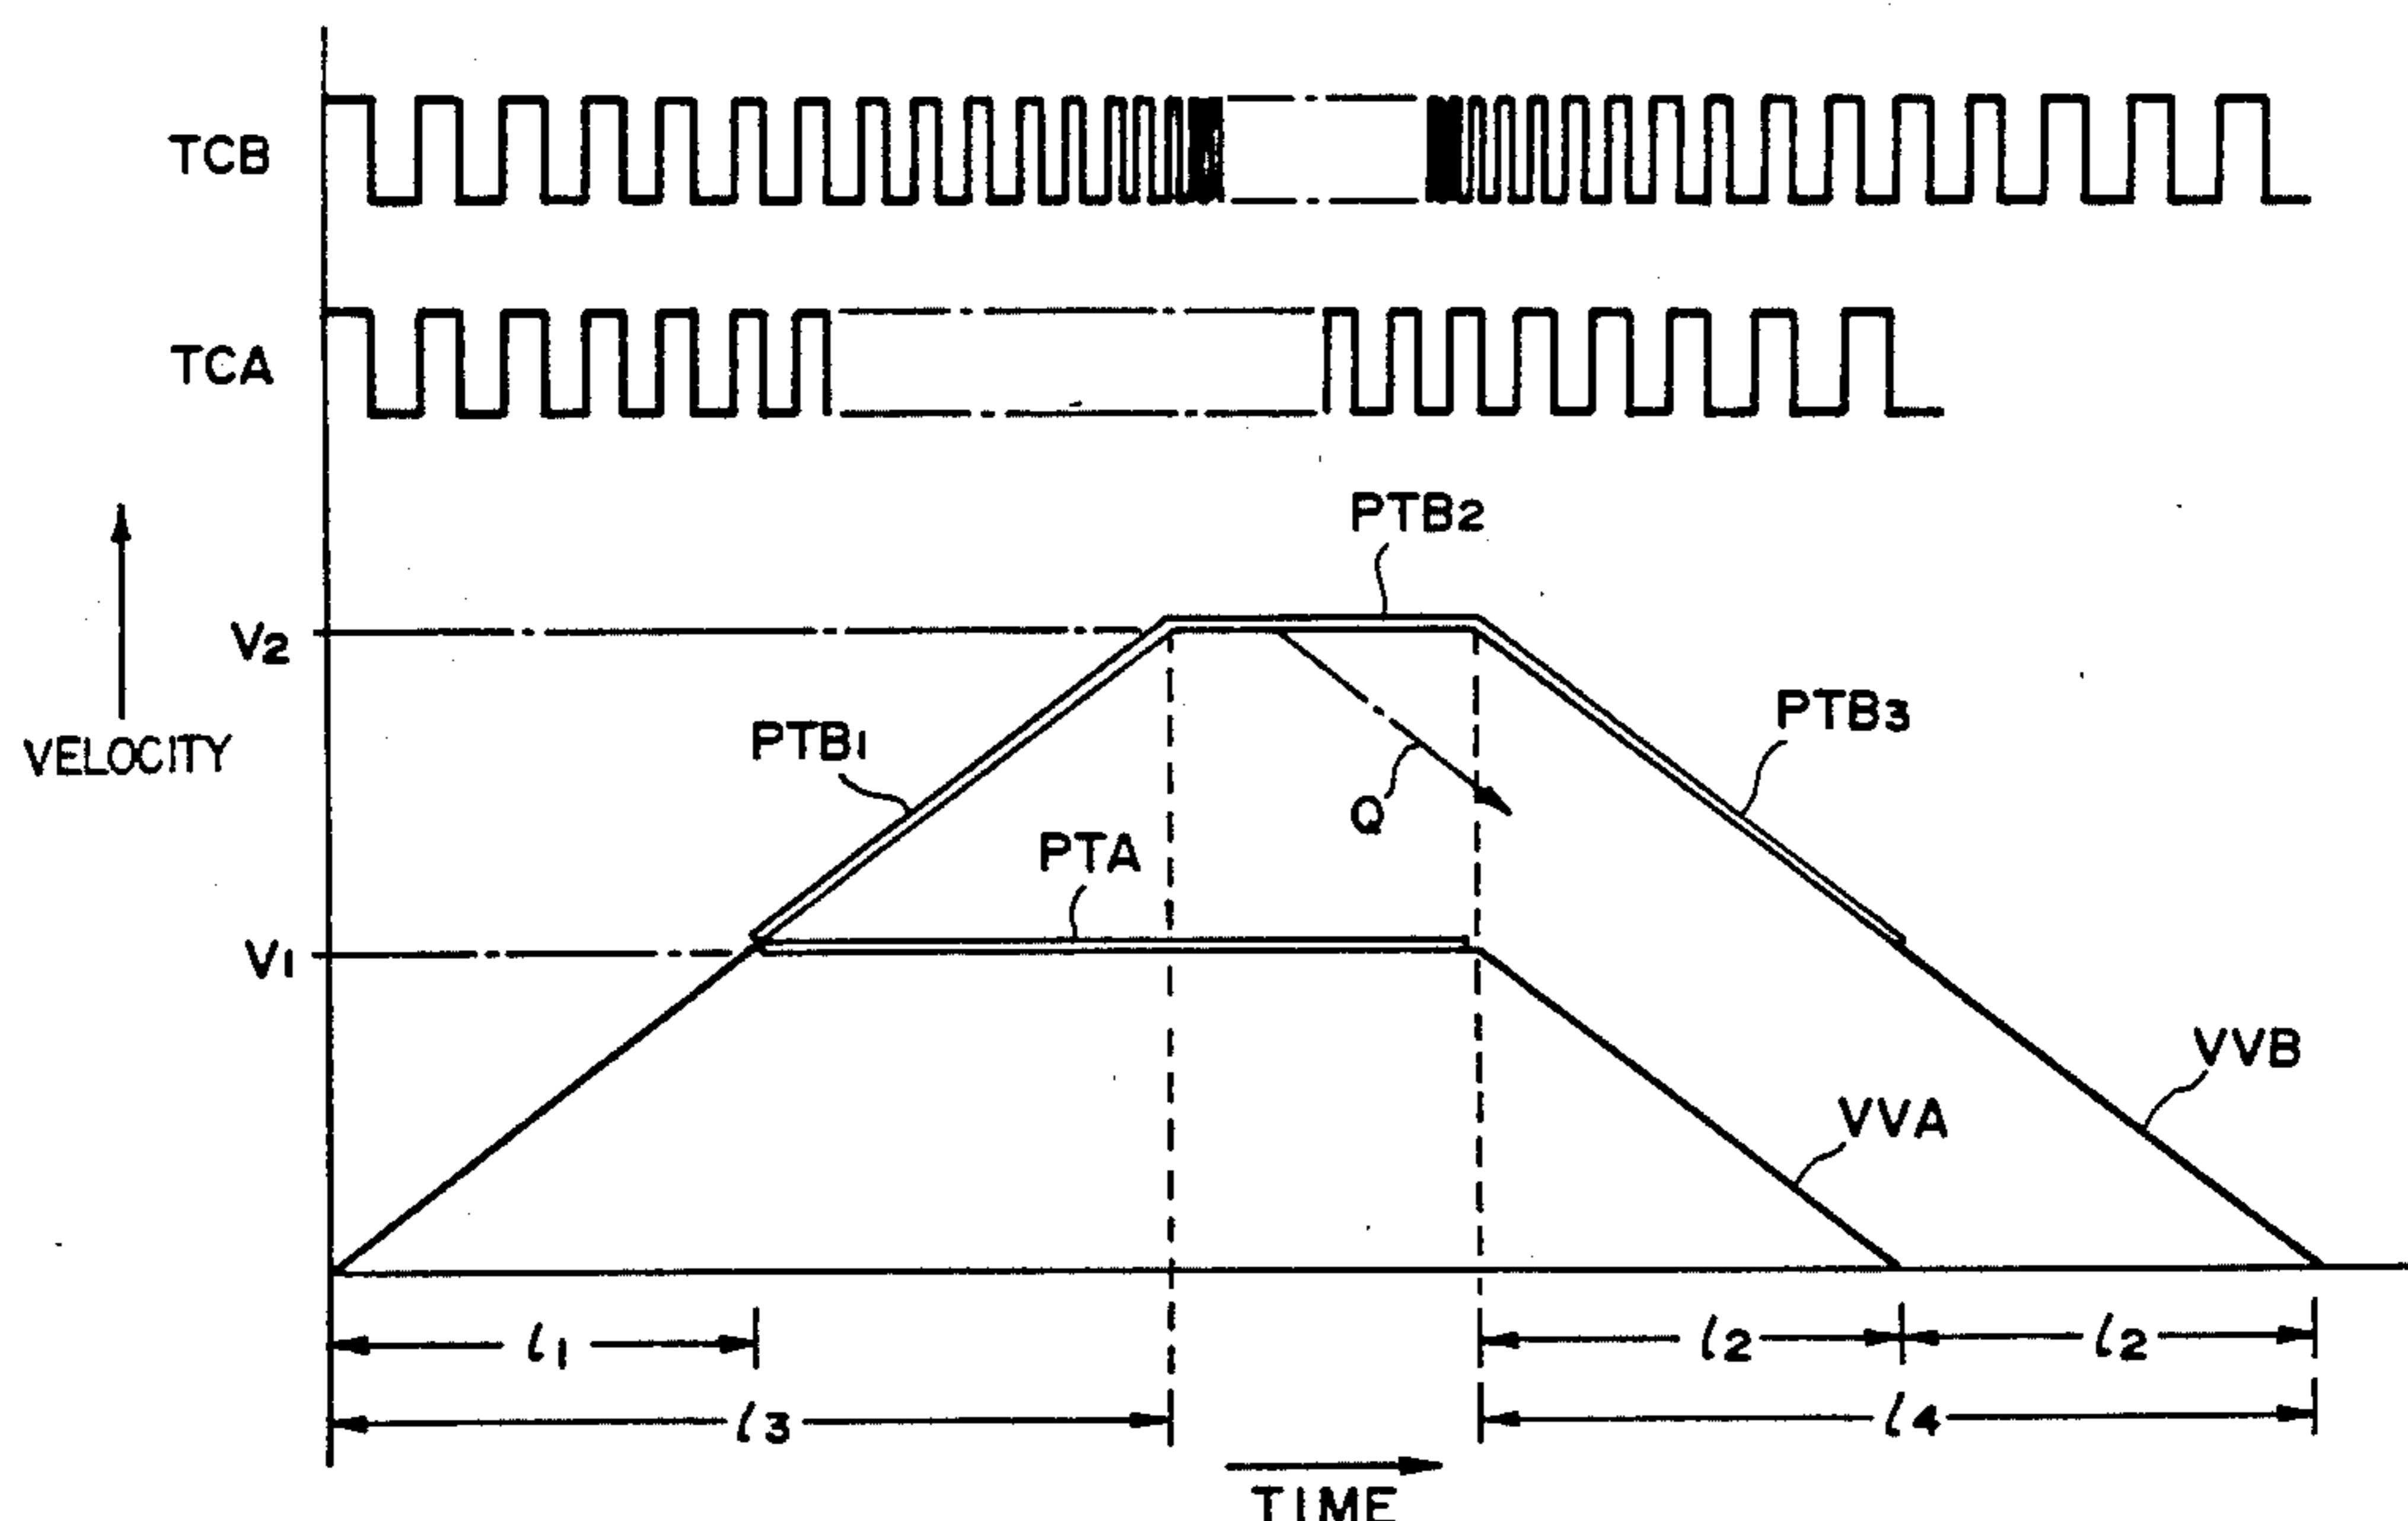 TCB
TCA
PTB2
V2
PTB3
PTB1
VELOCITY
Q
PTA
V1
VVB
VVA
l1
l2
l2
l3
l4
TIME